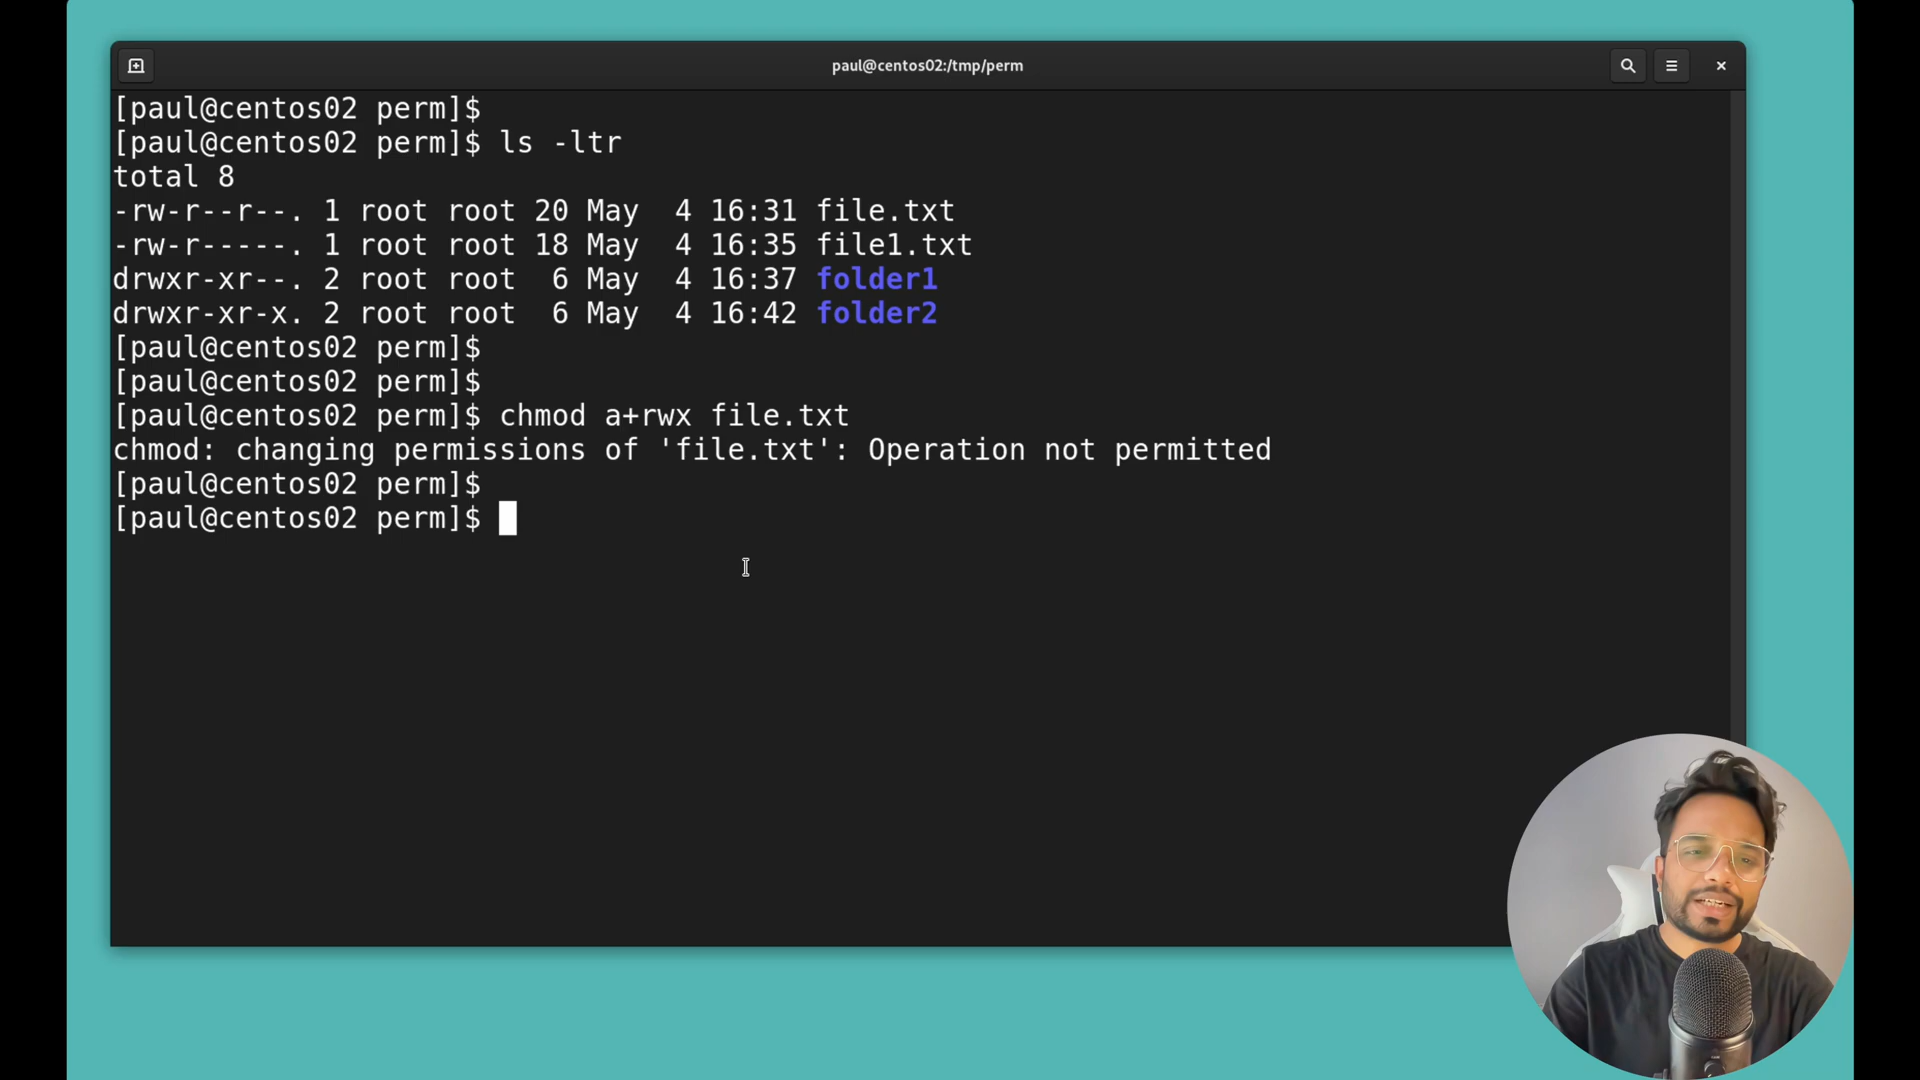 paul@centos02:/tmp/perm
[paul@centos02 perm]$
[paul@centos02 perm]$ ls -ltr
total 8
-rw-r--r--. 1 root root 20 May  4 16:31 file.txt
-rw-r-----. 1 root root 18 May  4 16:35 file1.txt
drwxr-xr--. 2 root root  6 May  4 16:37 folder1
drwxr-xr-x. 2 root root  6 May  4 16:42 folder2
[paul@centos02 perm]$
[paul@centos02 perm]$
[paul@centos02 perm]$ chmod a+rwx file.txt
chmod: changing permissions of 'file.txt': Operation not permitted
[paul@centos02 perm]$
[paul@centos02 perm]$